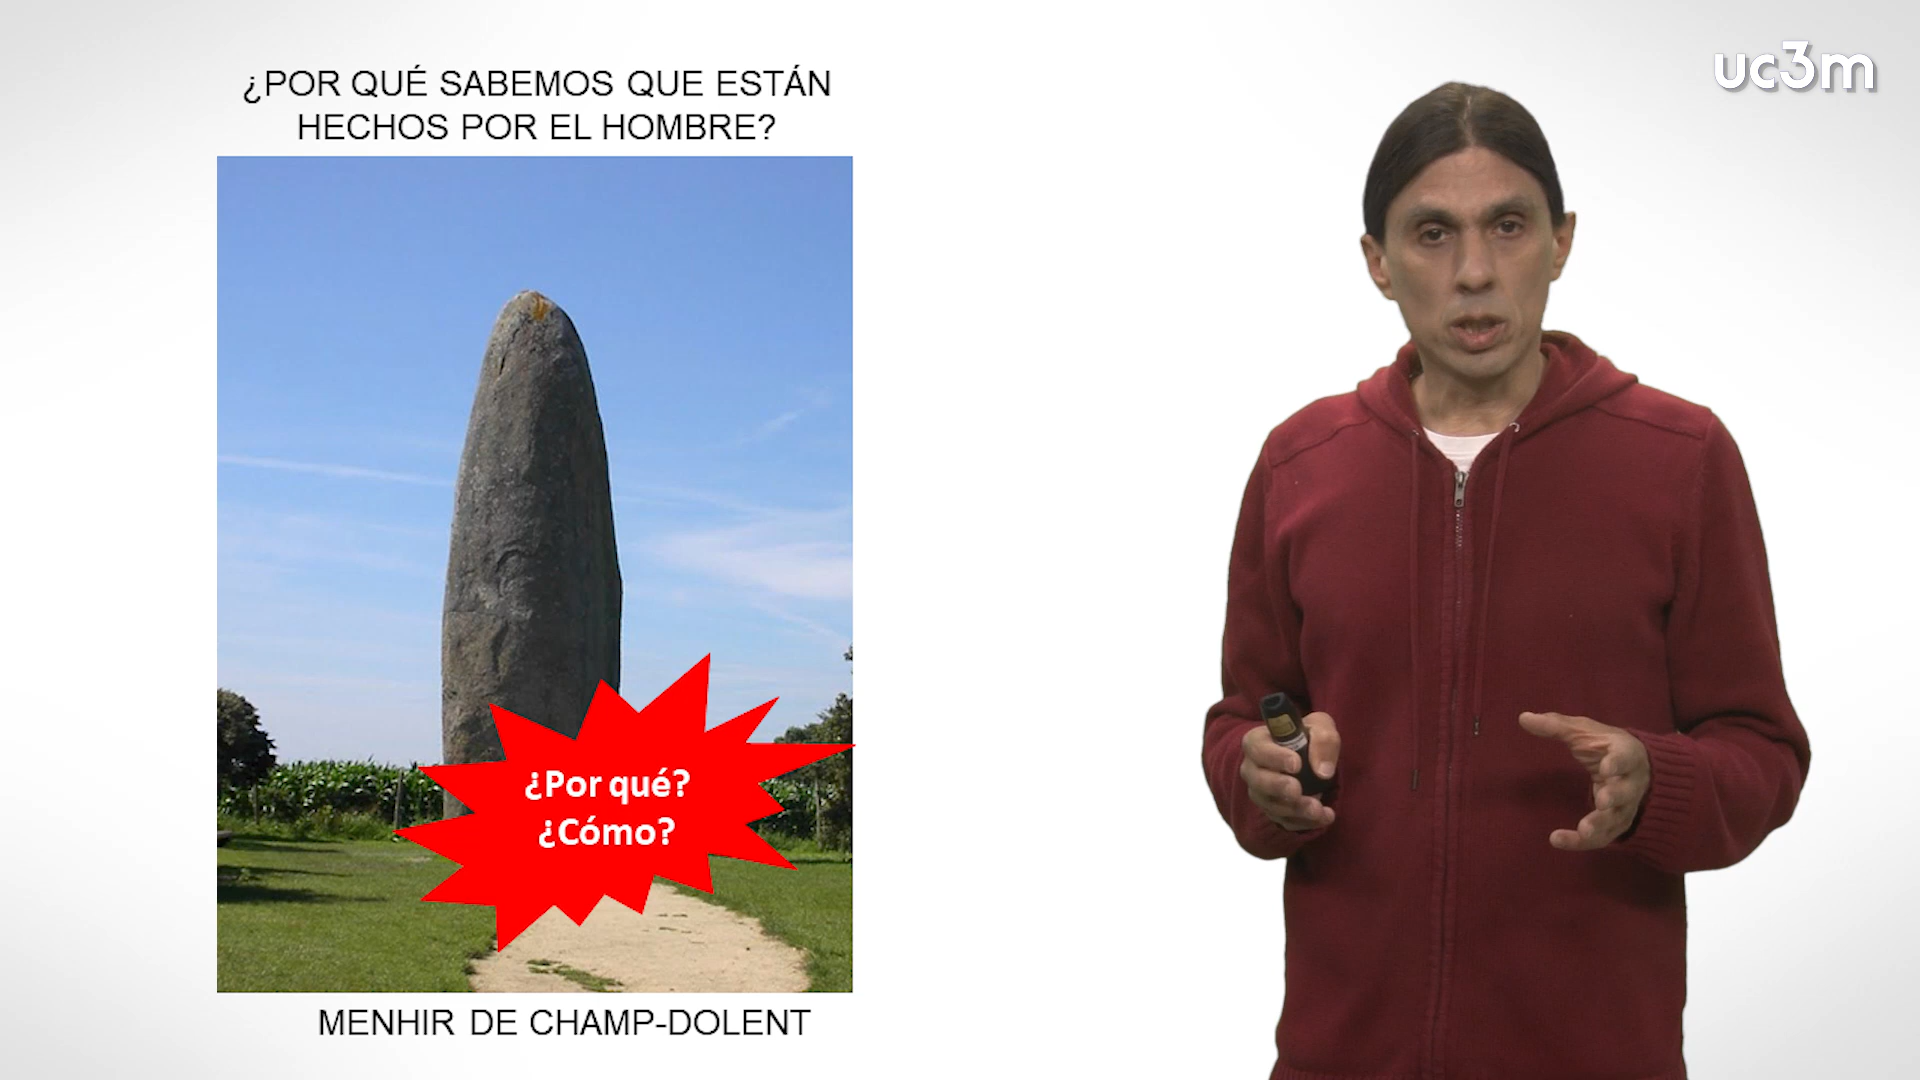 ¿POR QUÉ SABEMOS QUE ESTÁN
HECHOS POR EL HOMBRE?
uc3m
¿Por qué?
¿Cómo?
MENHIR DE CHAMP-DOLENT